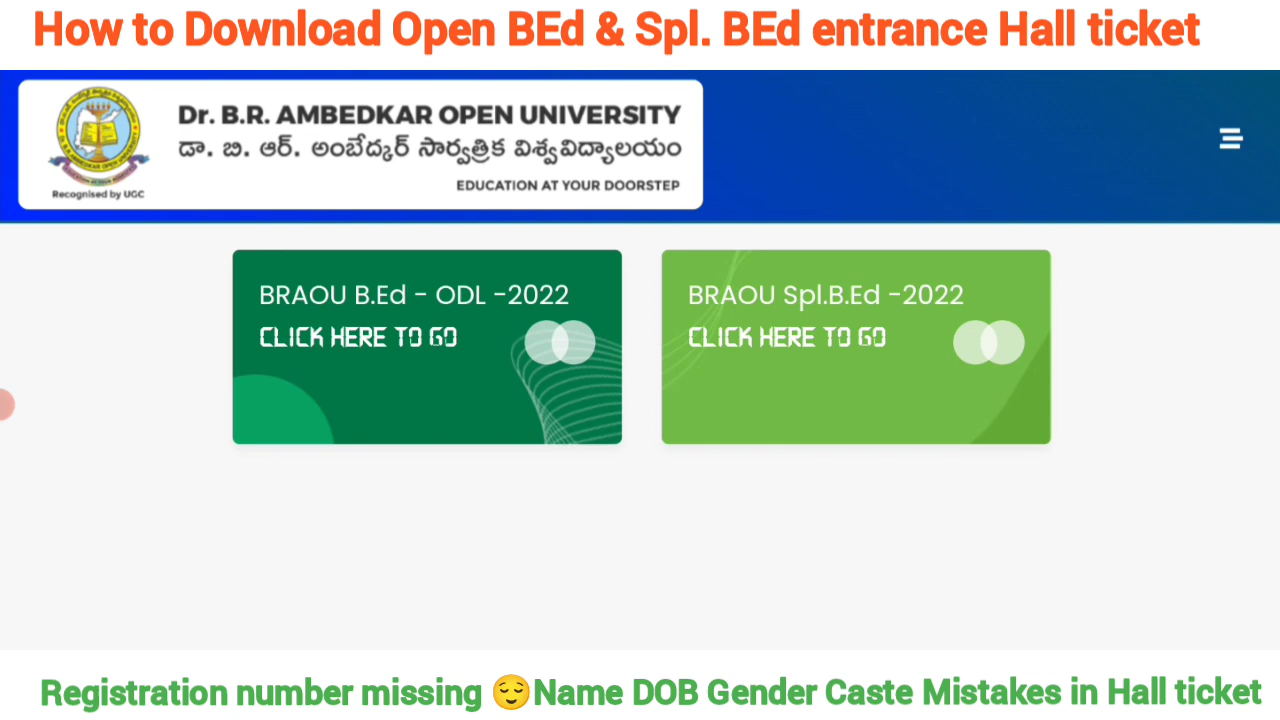 How to Download Open BEd & Spl. BEd entrance Hall ticket
Dr. B.R. AMBEDKAR OPEN UNIVERSITY
డా. బి. ఆర్. అంబేద్కర్ సార్వత్రిక విశ్వవిద్యాలయం
EDUCATION AT YOUR DOORSTEP
Recognised by UGC
BRAOU B.Ed - ODL -2022
CLICK HERE TO GO
BRAOU Spl.B.Ed -2022
CLICK HERE TO GO
Registration number missing 😌Name DOB Gender Caste Mistakes in Hall ticket